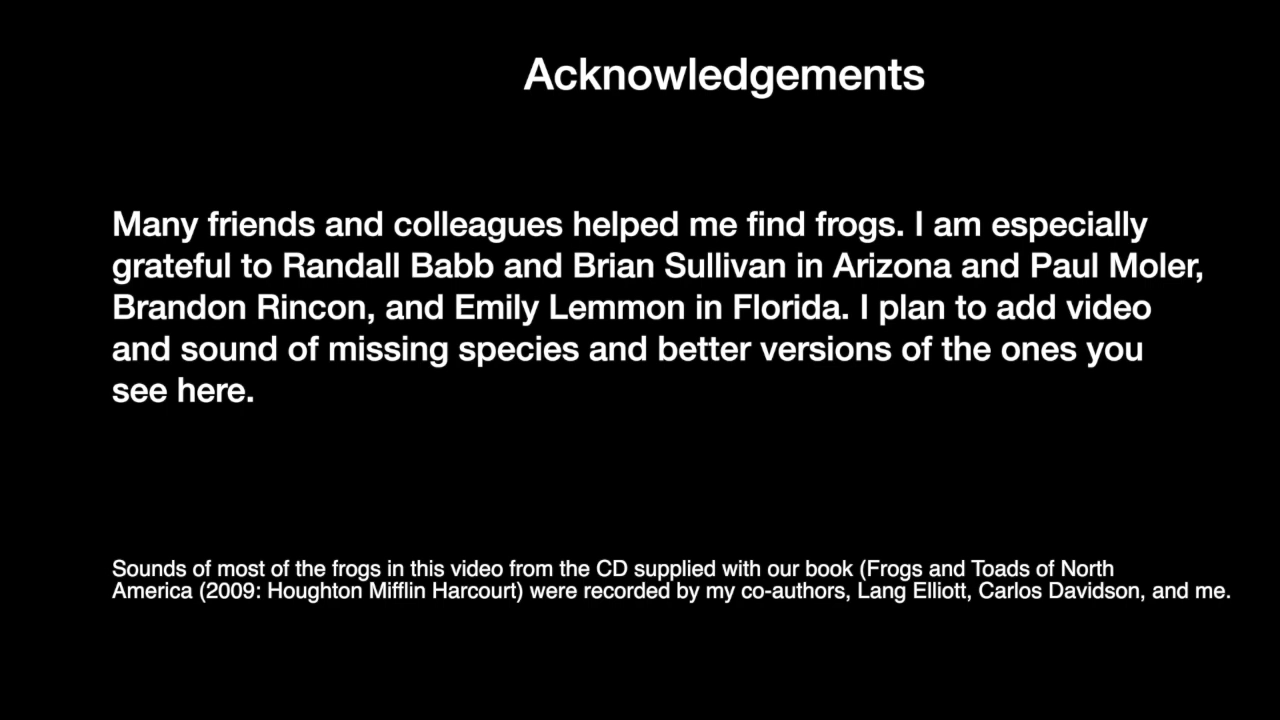 Acknowledgements
Many friends and colleagues helped me find frogs. I am especially
grateful to Randall Babb and Brian Sullivan in Arizona and Paul Moler,
Brandon Rincon, and Emily Lemmon in Florida. I plan to add video
and sound of missing species and better versions of the ones you
see here.
Sounds of most of the frogs in this video from the CD supplied with our book (Frogs and Toads of North
America (2009: Houghton Mifflin Harcourt) were recorded by my co-authors, Lang Elliott, Carlos Davidson, and me.